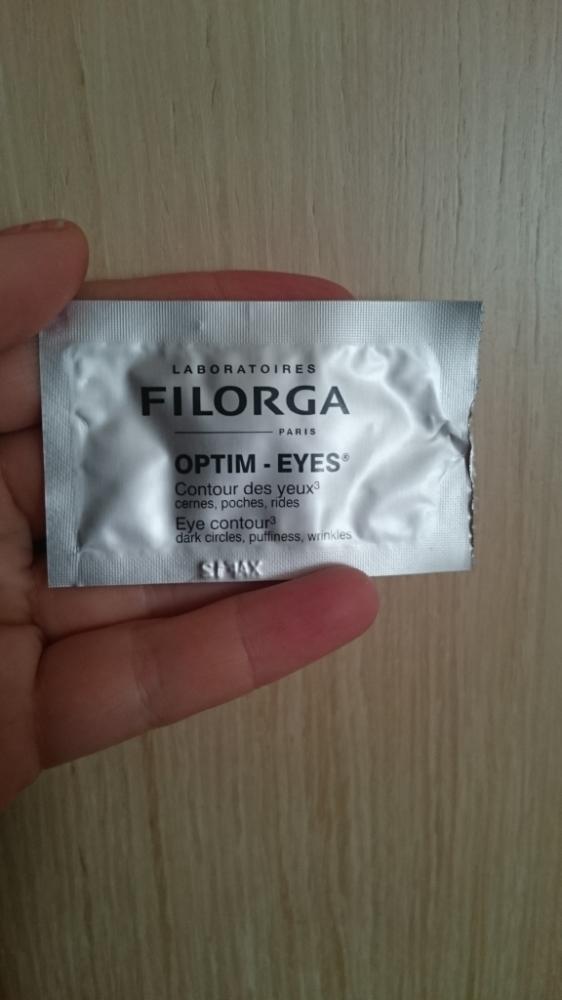 LABORATOIRES
FILORGA
PARIS
OPTIM - EYES®
Contour des yeux³
cernes, poches, rides
Eye contour³
dark circles, puffiness, wrinkles